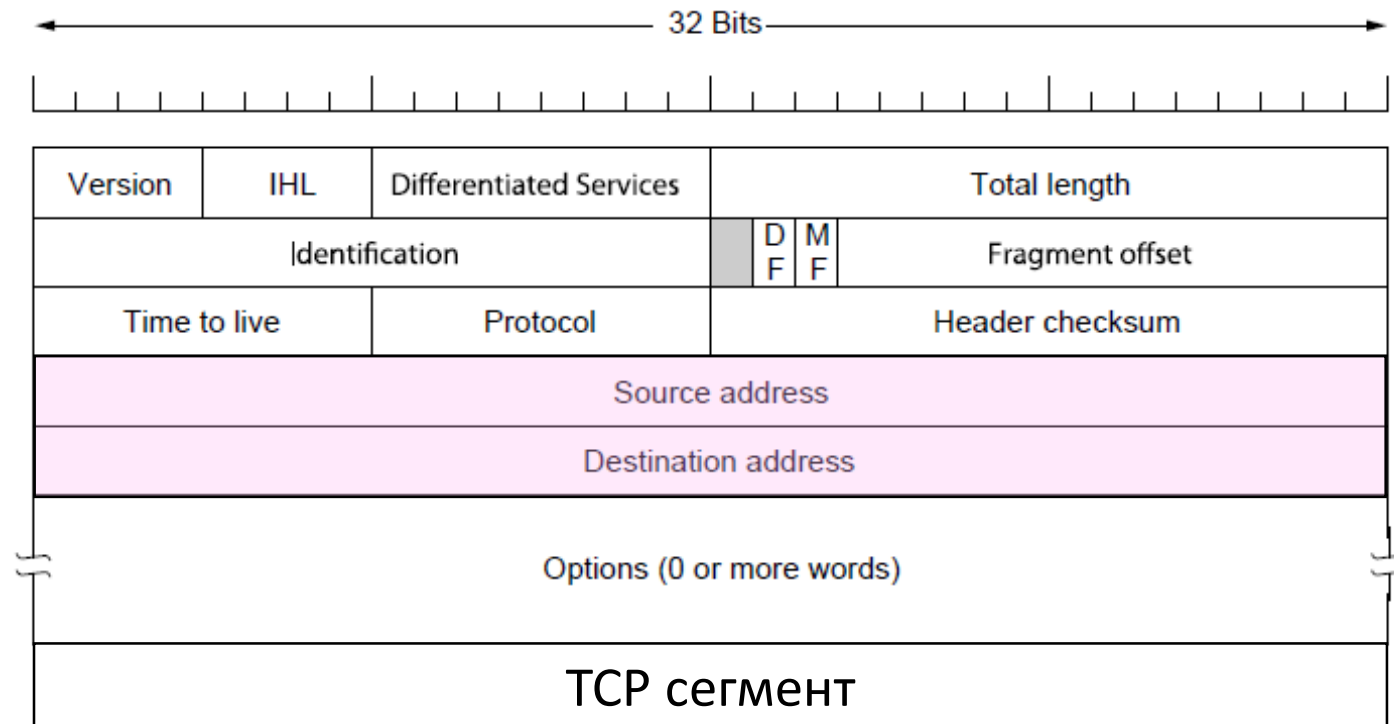 32 Bits
Version IHL Differentiated Services Total length
Identification D F M F Fragment offset
Time to live Protocol Header checksum
Source address
Destination address
Options (0 or more words)
TCP сегмент